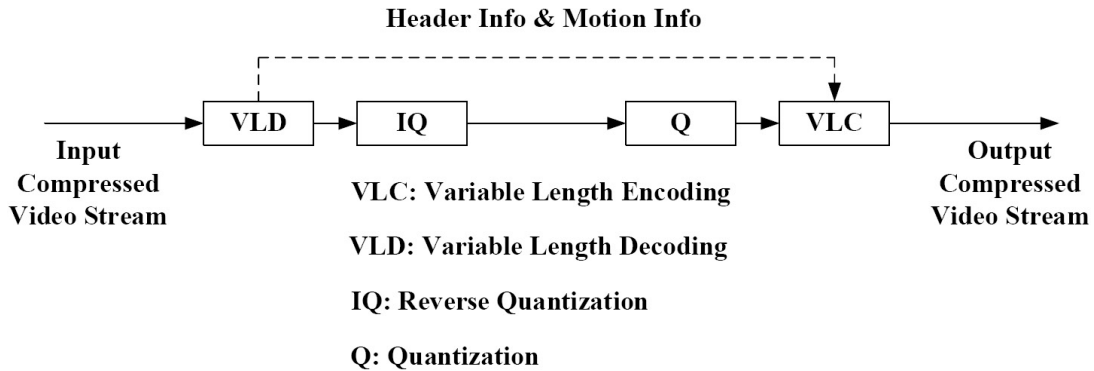 Header Info & Motion Info
VLD
IQ
Q
VLC
Input
Compressed
Video Stream
Output
Compressed
Video Stream
VLC: Variable Length Encoding
VLD: Variable Length Decoding
IQ: Reverse Quantization
Q: Quantization